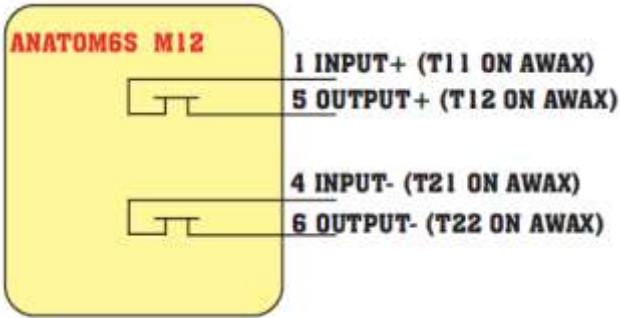 ANATOM6S M12
1 INPUT+ (T11 ON AWAX)
5 OUTPUT+ (T12 ON AWAX)
4 INPUT- (T21 ON AWAX)
6 OUTPUT- (T22 ON AWAX)